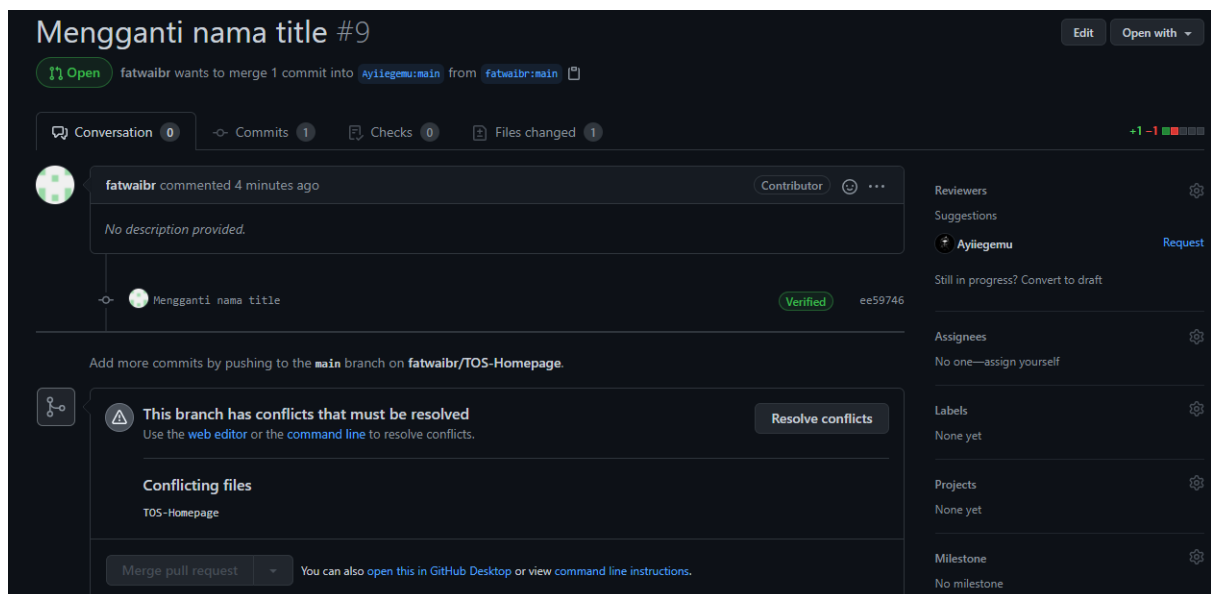 Mengganti nama title #9
Edit
Open with
Open
fatwaibr wants to merge 1 commit into Ayiiegemu:main from fatwaibr:main
Conversation 0
Commits 1
Checks 0
Files changed 1
+1 −1
fatwaibr commented 4 minutes ago
Contributor
No description provided.
Mengganti nama title
Verified
ee59746
Add more commits by pushing to the main branch on fatwaibr/TOS-Homepage.
This branch has conflicts that must be resolved
Use the web editor or the command line to resolve conflicts.
Resolve conflicts
Conflicting files
TOS-Homepage
Merge pull request
You can also open this in GitHub Desktop or view command line instructions.
Reviewers
Suggestions
Ayiiegemu
Request
Still in progress? Convert to draft
Assignees
No one—assign yourself
Labels
None yet
Projects
None yet
Milestone
No milestone